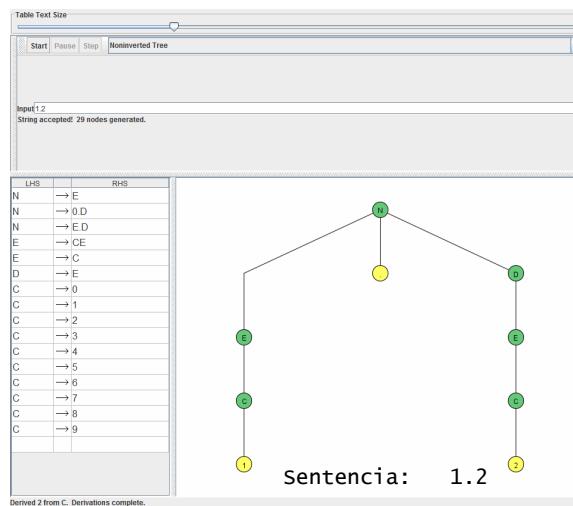 Table Text Size
Start Pause Step Noninverted Tree
Input 1.2
String accepted! 29 nodes generated.
LHS RHS
N → E
N → 0.D
N → E.D
E → CE
E → C
D → E
C → 0
C → 1
C → 2
C → 3
C → 4
C → 5
C → 6
C → 7
C → 8
C → 9
N
. D
E E
C C
1 2
Sentencia: 1.2
Derived 2 from C. Derivations complete.